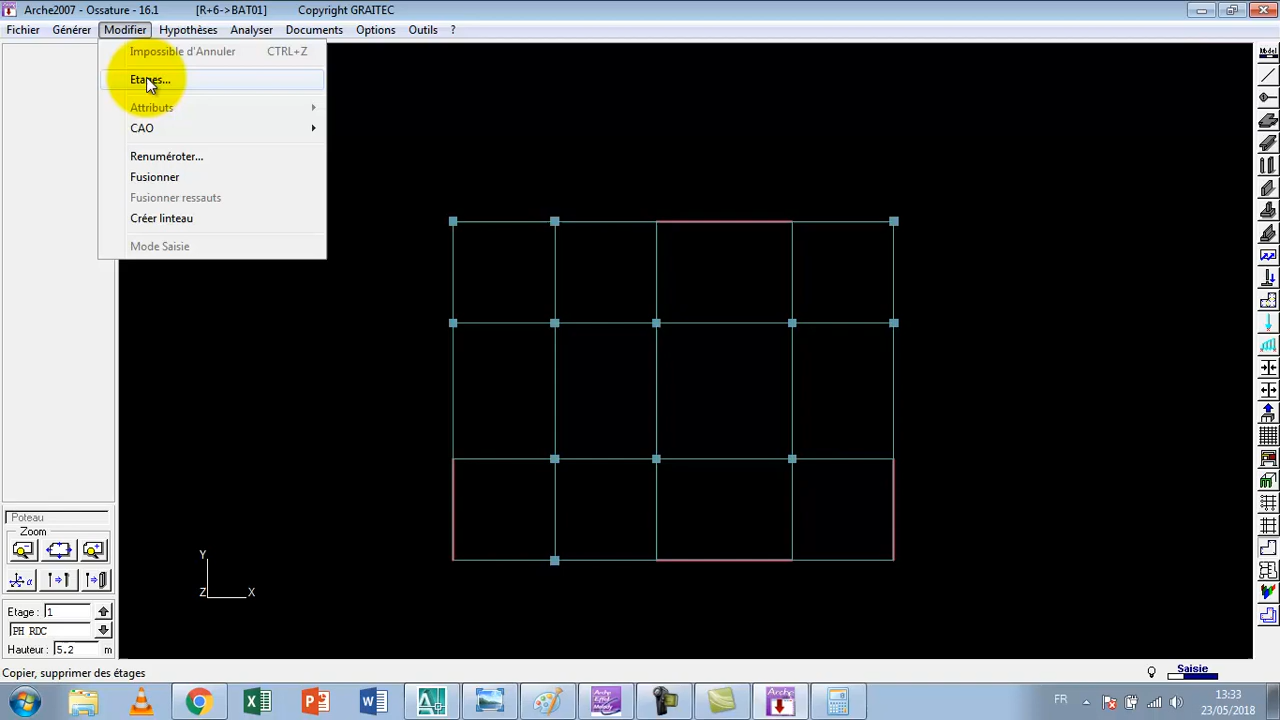 Arche2007 - Ossature - 16.1 [R+6->BAT01] Copyright GRAITEC
Fichier Générer Modifier Hypothèses Analyser Documents Options Outils ?
Impossible d'Annuler CTRL+Z
Etages...
Attributs
CAO
Renuméroter...
Fusionner
Fusionner ressauts
Créer linteau
Mode Saisie
Poteau
Zoom
Y
Z X
Etage : 1
PH RDC
Hauteur : 5.2 m
Copier, supprimer des étages
Saisie
FR
13:33
23/05/2018